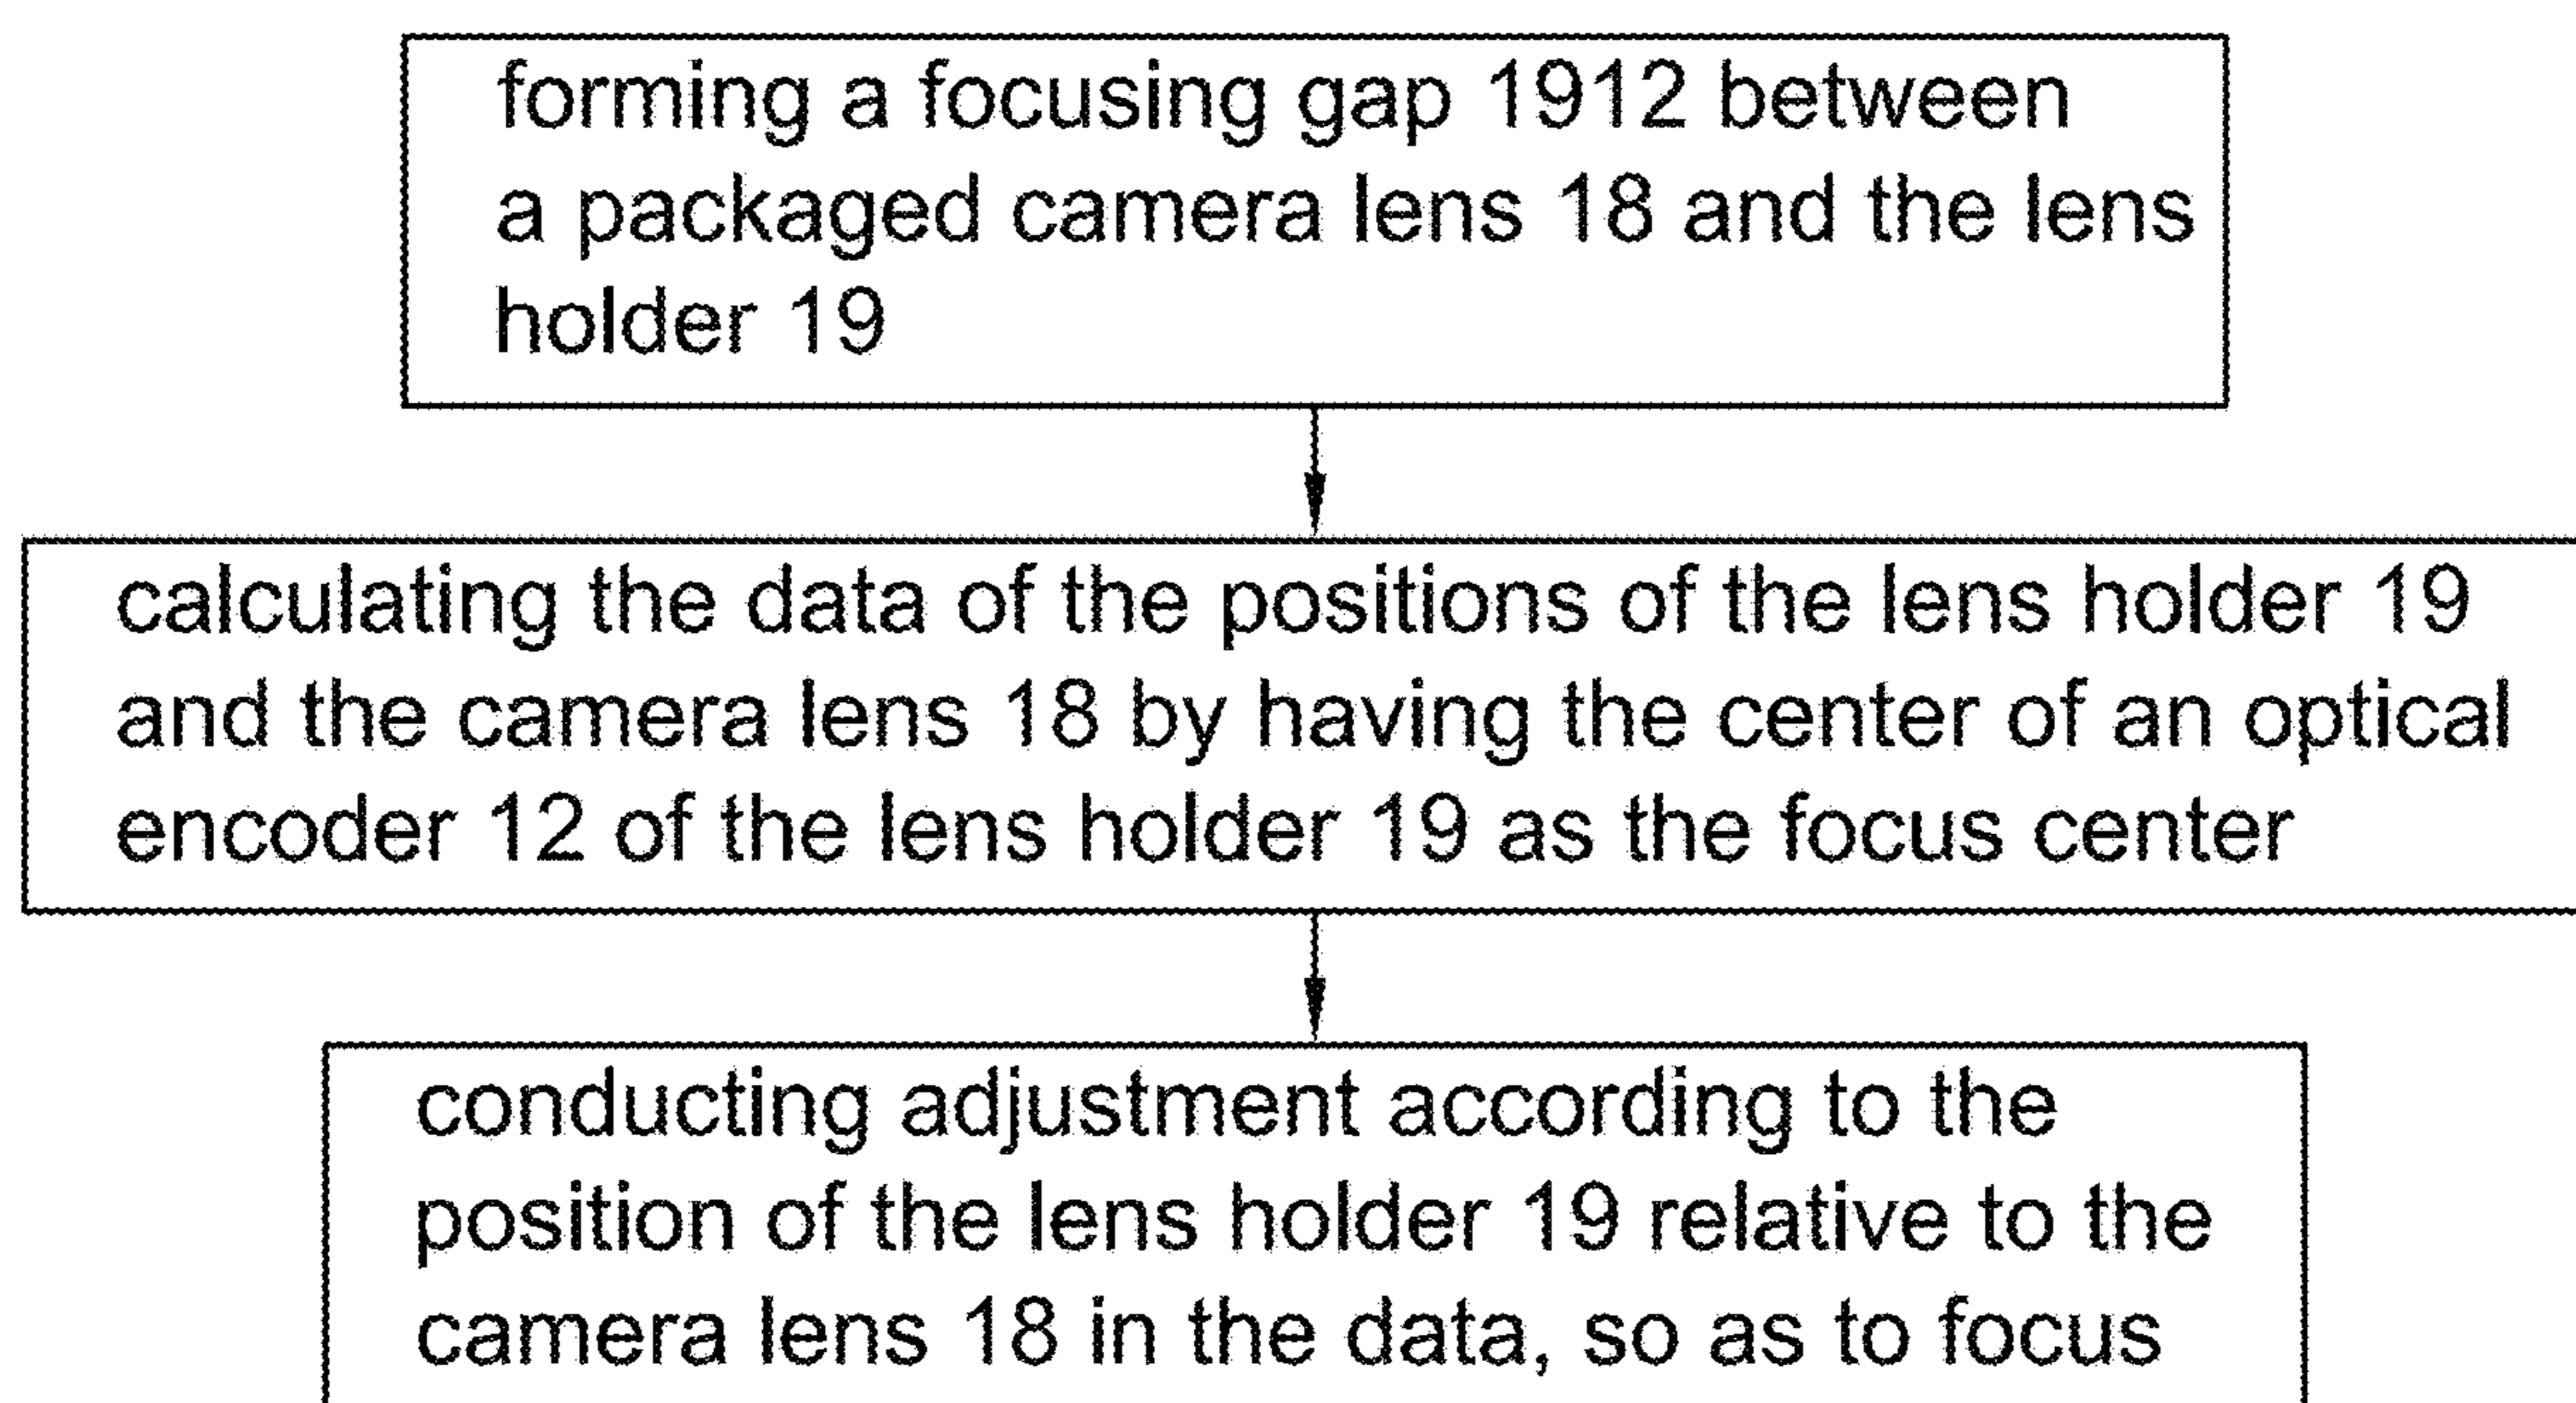 forming a focusing gap 1912 between
a packaged camera lens 18 and the lens
holder 19
calculating the data of the positions of the lens holder 19
and the camera lens 18 by having the center of an optical
encoder 12 of the lens holder 19 as the focus center
conducting adjustment according to the
position of the lens holder 19 relative to the
camera lens 18 in the data, so as to focus